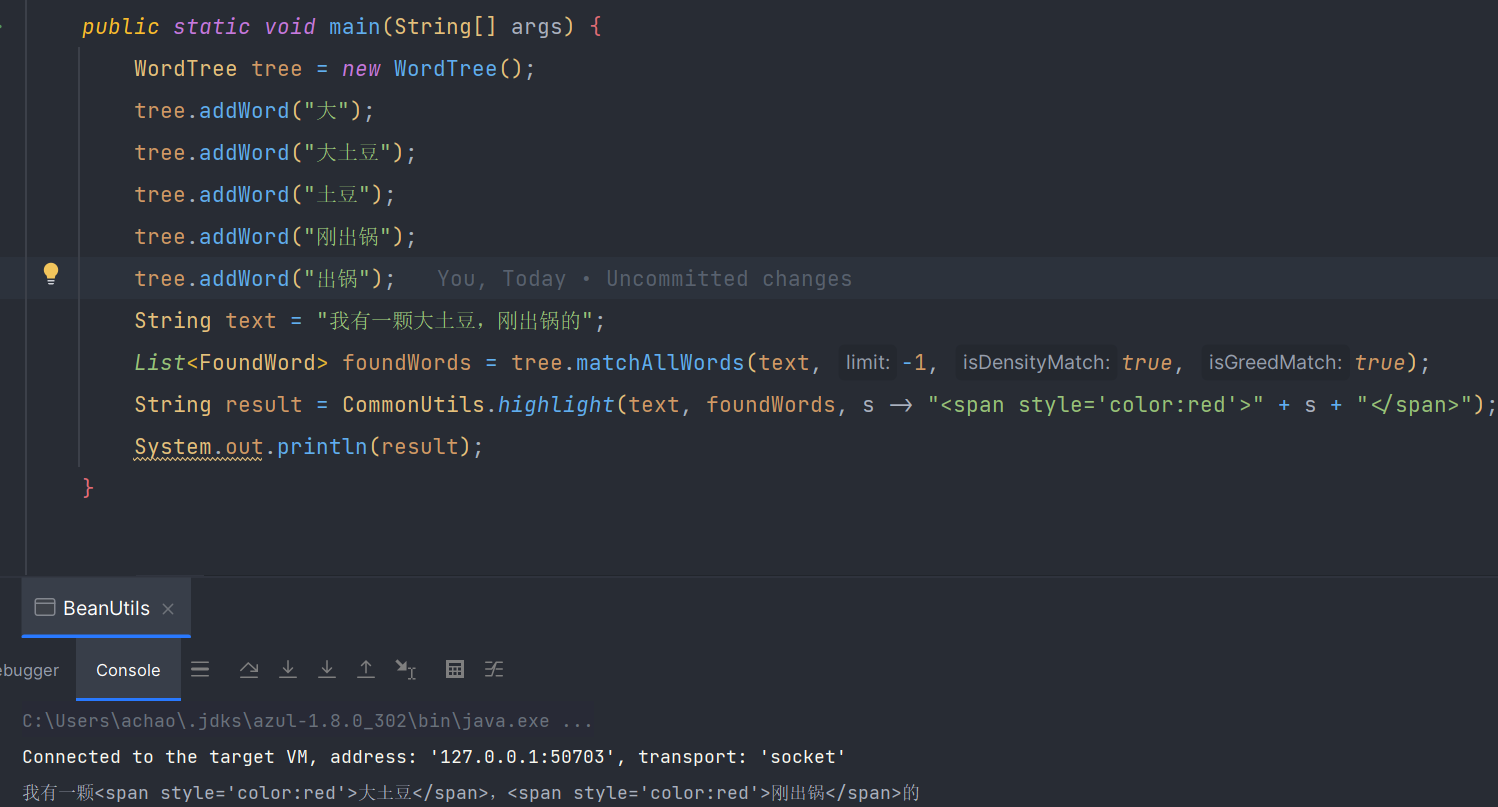 public static void main(String[] args) {
WordTree tree = new WordTree();
tree.addWord("大");
tree.addWord("大土豆");
tree.addWord("土豆");
tree.addWord("刚出锅");
tree.addWord("出锅"); You, Today • Uncommitted changes
String text = "我有一颗大土豆，刚出锅的";
List<FoundWord> foundWords = tree.matchAllWords(text, limit: -1, isDensityMatch: true, isGreedMatch: true);
String result = CommonUtils.highlight(text, foundWords, s -> "<span style='color:red'>" + s + "</span>");
System.out.println(result);
}
BeanUtils ×
ebugger Console
C:\Users\achao\.jdks\azul-1.8.0_302\bin\java.exe ...
Connected to the target VM, address: '127.0.0.1:50703', transport: 'socket'
我有一颗<span style='color:red'>大土豆</span>，<span style='color:red'>刚出锅</span>的